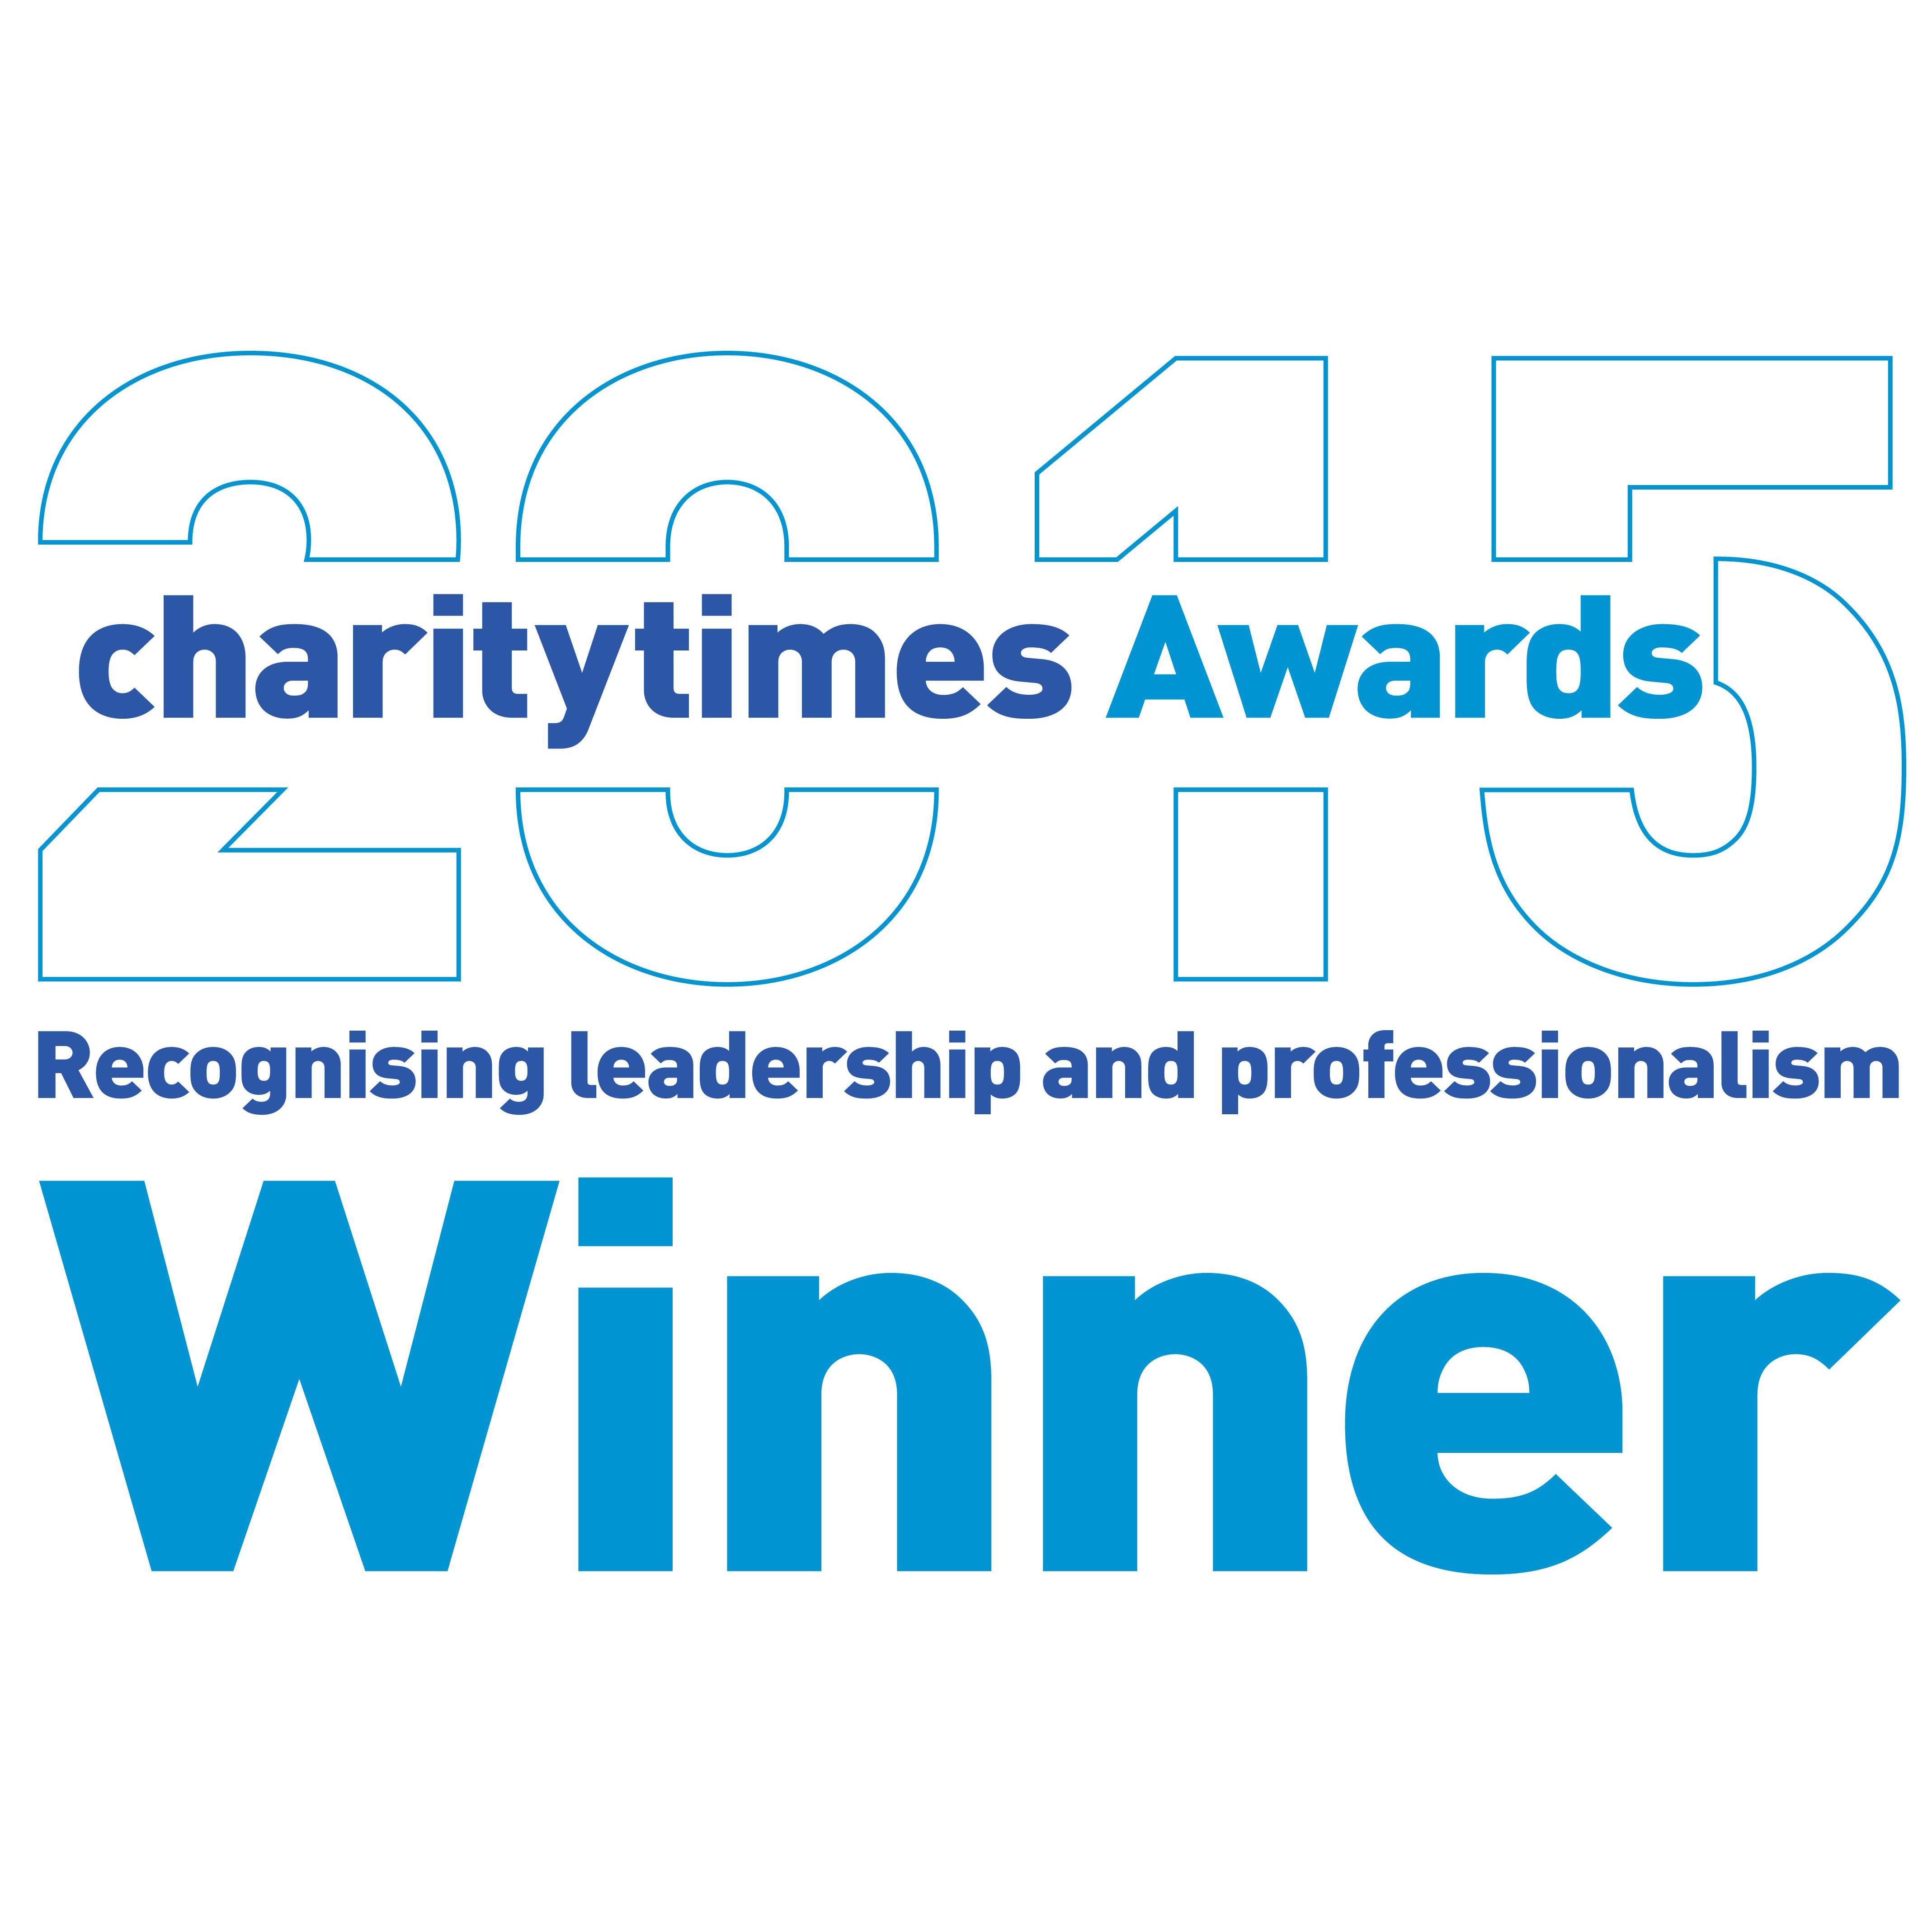 2015
charitytimes Awards
Recognising leadership and professionalism
Winner